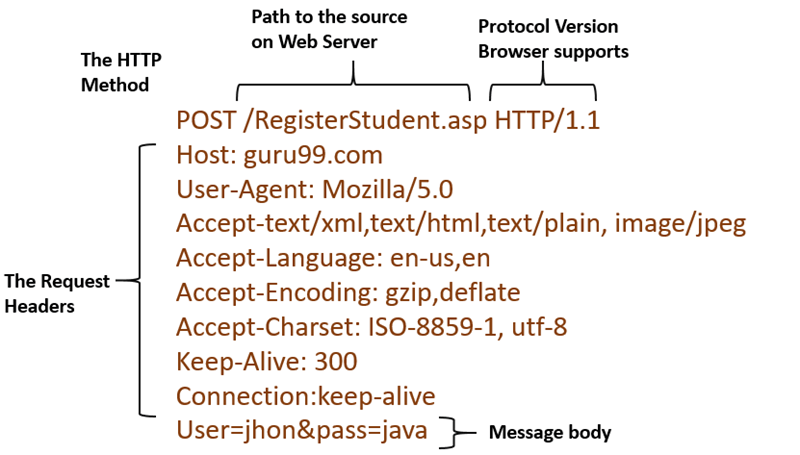 Path to the source
on Web Server
Protocol Version
Browser supports
The HTTP
Method
POST /RegisterStudent.asp HTTP/1.1
Host: guru99.com
User-Agent: Mozilla/5.0
Accept-text/xml,text/html,text/plain, image/jpeg
Accept-Language: en-us,en
Accept-Encoding: gzip,deflate
Accept-Charset: ISO-8859-1, utf-8
Keep-Alive: 300
Connection:keep-alive
User=jhon&pass=java
The Request
Headers
Message body